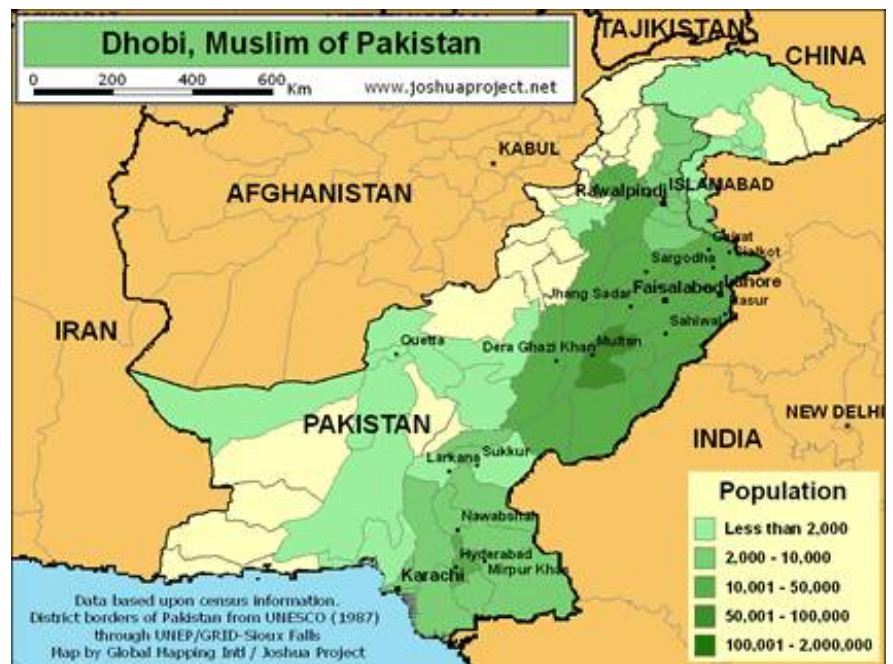 Dhobi, Muslim of Pakistan
0 200 400 600
Km
www.joshuaproject.net
TAJIKISTAN
CHINA
KABUL
AFGHANISTAN
Rawalpindi
ISLAMABAD
Gujrat
Sialkot
Sargodha
Lahore
Faisalabad
Jhang Sadar
Kasur
Sahiwal
IRAN
Quetta
Dera Ghazi Khan
Multan
PAKISTAN
NEW DELHI
INDIA
Larkana
Sukkur
Nawabshah
Hyderabad
Mirpur Khas
Karachi
Population
Less than 2,000
2,000 - 10,000
10,001 - 50,000
50,001 - 100,000
100,001 - 2,000,000
Data based upon census information.
District borders of Pakistan from UNESCO (1987)
through UNEP/GRID-Sioux Falls
Map by Global Mapping Intl / Joshua Project